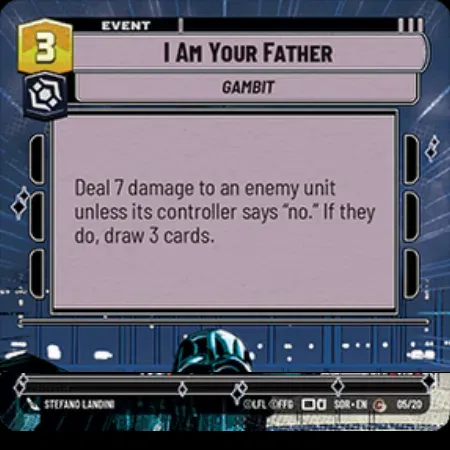 EVENT
3
I AM YOUR FATHER
GAMBIT
Deal 7 damage to an enemy unit
unless its controller says “no.” If they
do, draw 3 cards.
STEFANO LANDINI
©LFL ©FFG SOR • EN G 05/20